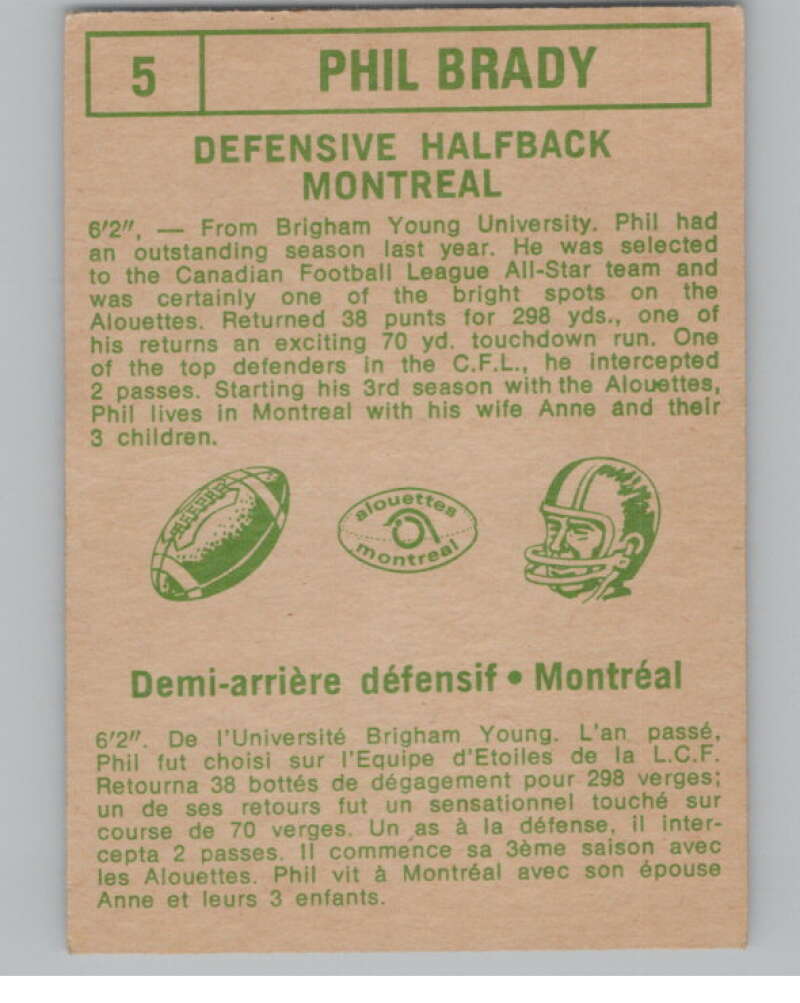 5 PHIL BRADY
DEFENSIVE HALFBACK
MONTREAL
6'2", — From Brigham Young University. Phil had
an outstanding season last year. He was selected
to the Canadian Football League All-Star team and
was certainly one of the bright spots on the
Alouettes. Returned 38 punts for 298 yds., one of
his returns an exciting 70 yd. touchdown run. One
of the top defenders in the C.F.L., he intercepted
2 passes. Starting his 3rd season with the Alouettes,
Phil lives in Montreal with his wife Anne and their
3 children.
alouettes
montreal
Demi-arrière défensif • Montréal
6'2". De l'Université Brigham Young. L'an passé,
Phil fut choisi sur l'Equipe d'Etoiles de la L.C.F.
Retourna 38 bottés de dégagement pour 298 verges;
un de ses retours fut un sensationnel touché sur
course de 70 verges. Un as à la défense, il inter-
cepta 2 passes. Il commence sa 3ème saison avec
les Alouettes. Phil vit à Montréal avec son épouse
Anne et leurs 3 enfants.